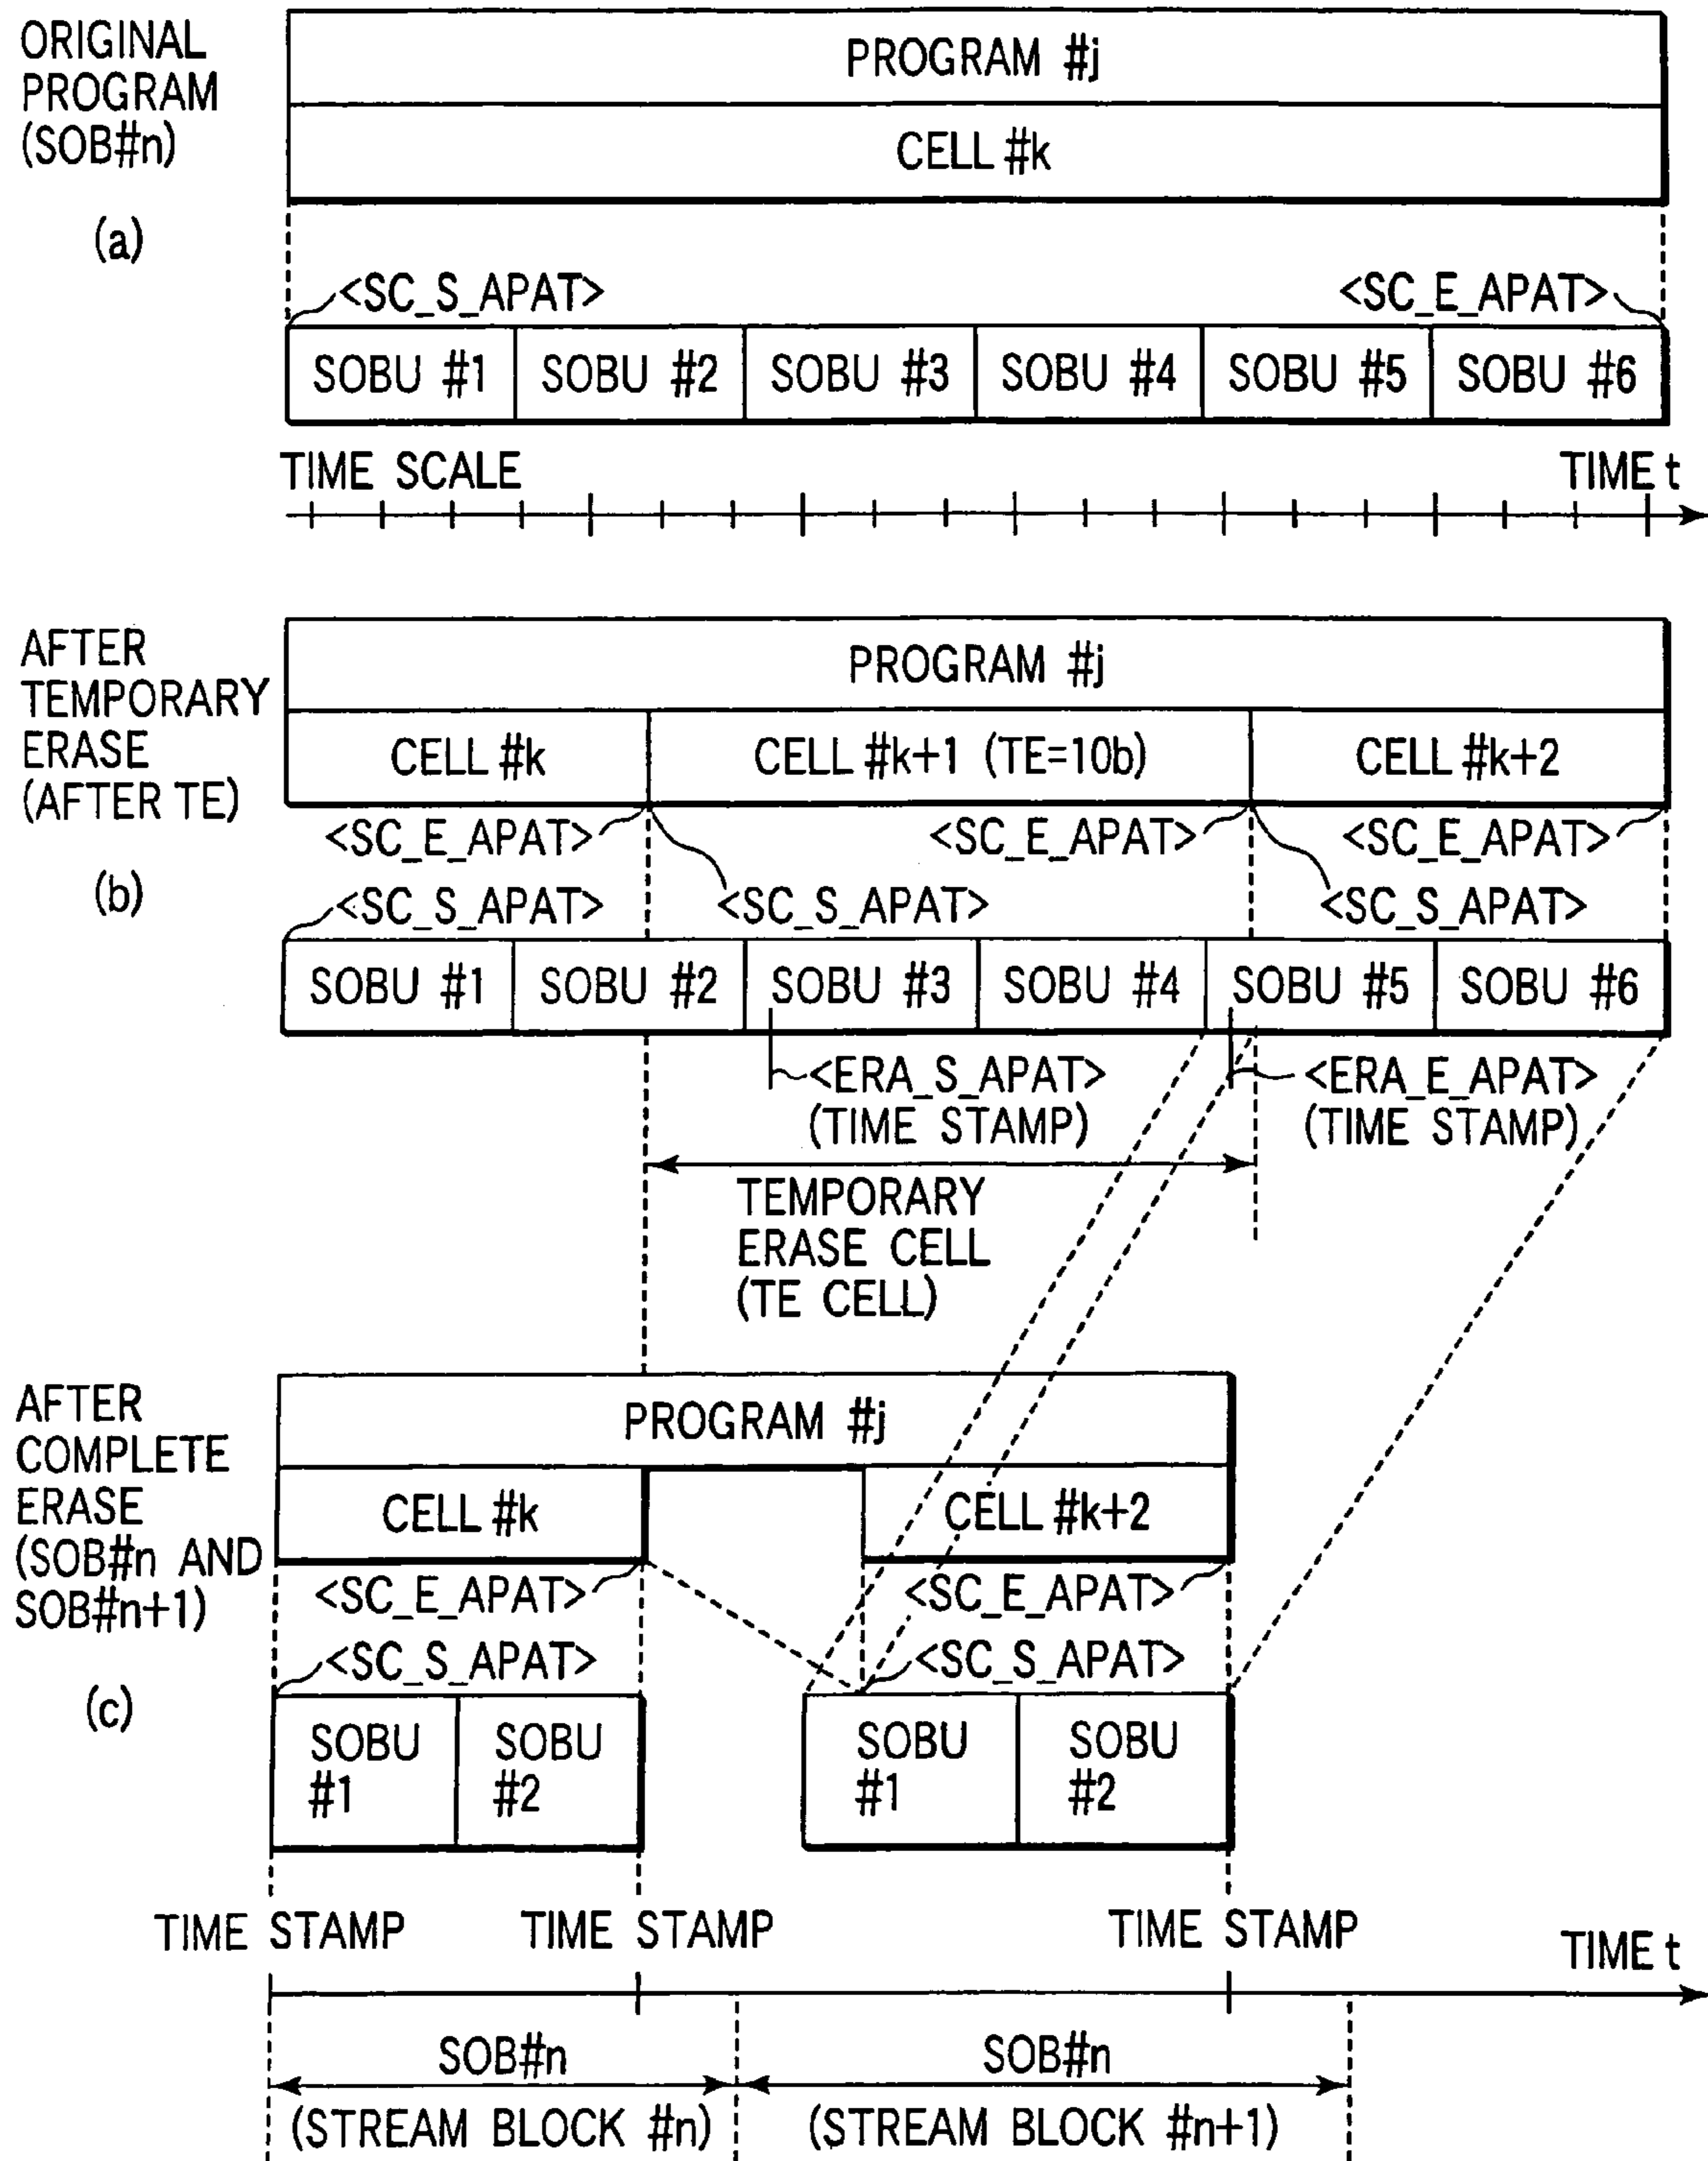 ORIGINAL
PROGRAM
(SOB#n)
(a)
PROGRAM #j
CELL #k
<SC_S_APAT>
<SC_E_APAT>
SOBU #1
SOBU #2
SOBU #3
SOBU #4
SOBU #5
SOBU #6
TIME SCALE
TIME t
AFTER
TEMPORARY
ERASE
(AFTER TE)
(b)
PROGRAM #j
CELL #k
CELL #k+1 (TE=10b)
CELL #k+2
<SC_E_APAT>
<SC_E_APAT>
<SC_E_APAT>
<SC_S_APAT>
<SC_S_APAT>
<SC_S_APAT>
SOBU #1
SOBU #2
SOBU #3
SOBU #4
SOBU #5
SOBU #6
<ERA_S_APAT>
(TIME STAMP)
<ERA_E_APAT>
(TIME STAMP)
TEMPORARY
ERASE CELL
(TE CELL)
AFTER
COMPLETE
ERASE
(SOB#n AND
SOB#n+1)
(c)
PROGRAM #j
CELL #k
CELL #k+2
<SC_E_APAT>
<SC_E_APAT>
<SC_S_APAT>
<SC_S_APAT>
SOBU
#1
SOBU
#2
SOBU
#1
SOBU
#2
TIME STAMP
TIME STAMP
TIME STAMP
TIME t
SOB#n
(STREAM BLOCK #n)
SOB#n
(STREAM BLOCK #n+1)